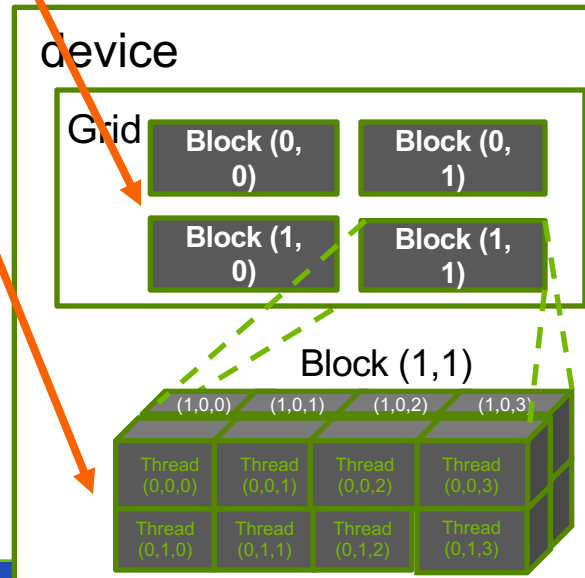 device
Grid
Block (0,
0)
Block (0,
1)
Block (1,
0)
Block (1,
1)
Block (1,1)
(1,0,0) (1,0,1) (1,0,2) (1,0,3)
Thread
(0,0,0)
Thread
(0,0,1)
Thread
(0,0,2)
Thread
(0,0,3)
Thread
(0,1,0)
Thread
(0,1,1)
Thread
(0,1,2)
Thread
(0,1,3)